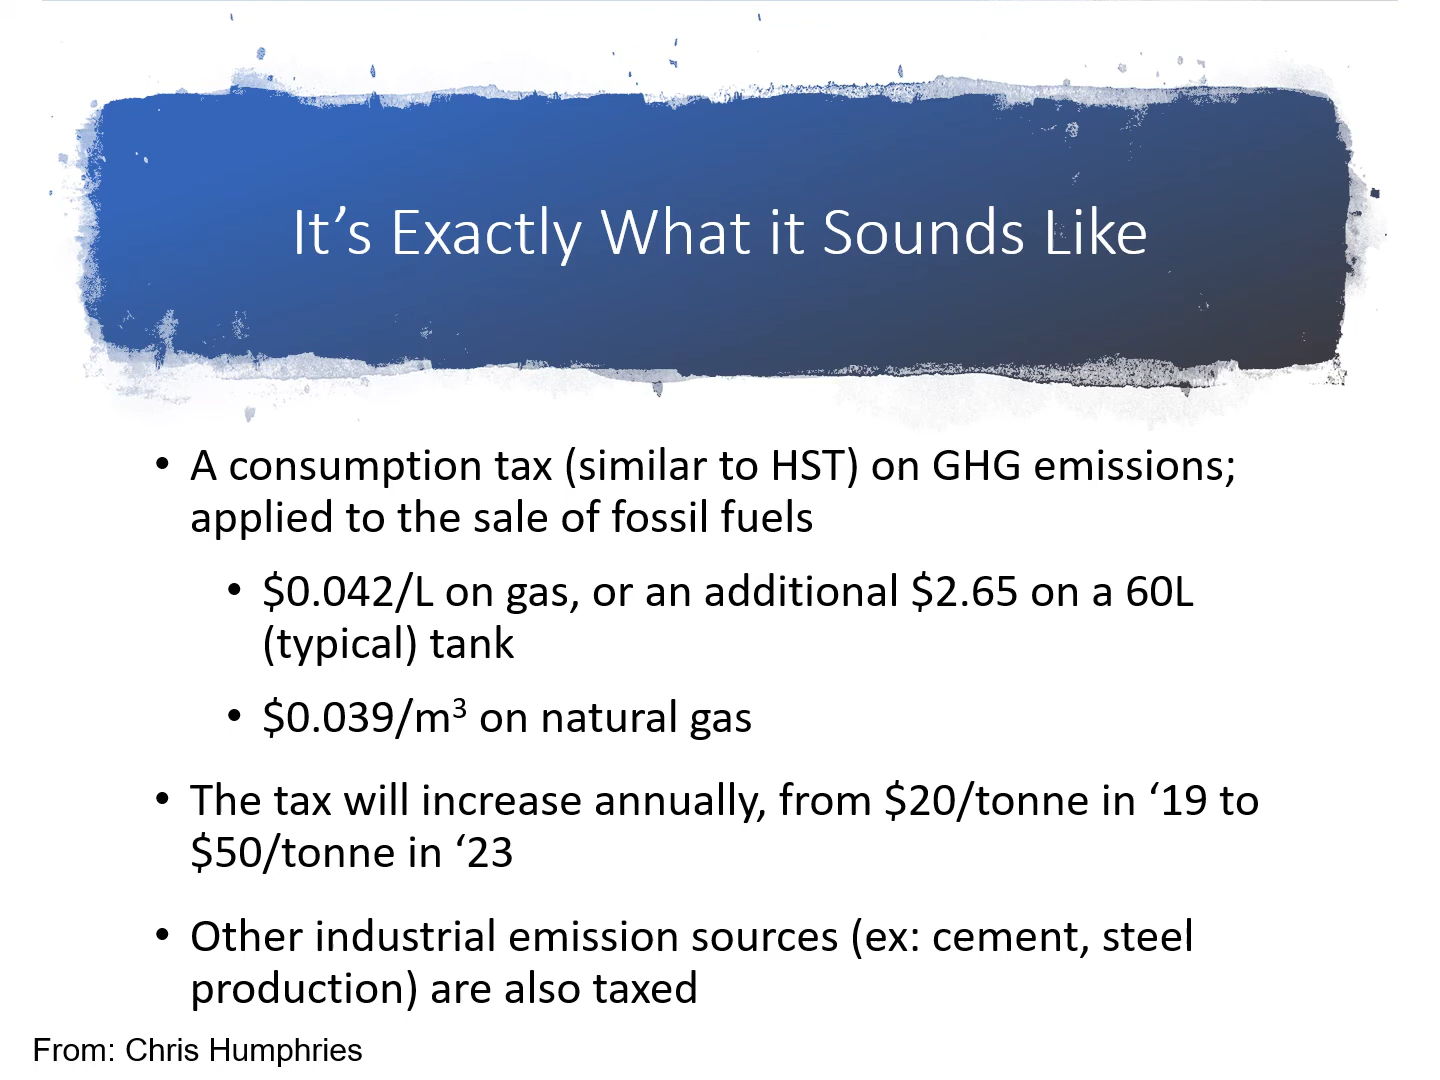 It’s Exactly What it Sounds Like
• A consumption tax (similar to HST) on GHG emissions;
applied to the sale of fossil fuels
• $0.042/L on gas, or an additional $2.65 on a 60L
(typical) tank
• $0.039/m³ on natural gas
• The tax will increase annually, from $20/tonne in ‘19 to
$50/tonne in ‘23
• Other industrial emission sources (ex: cement, steel
production) are also taxed
From: Chris Humphries